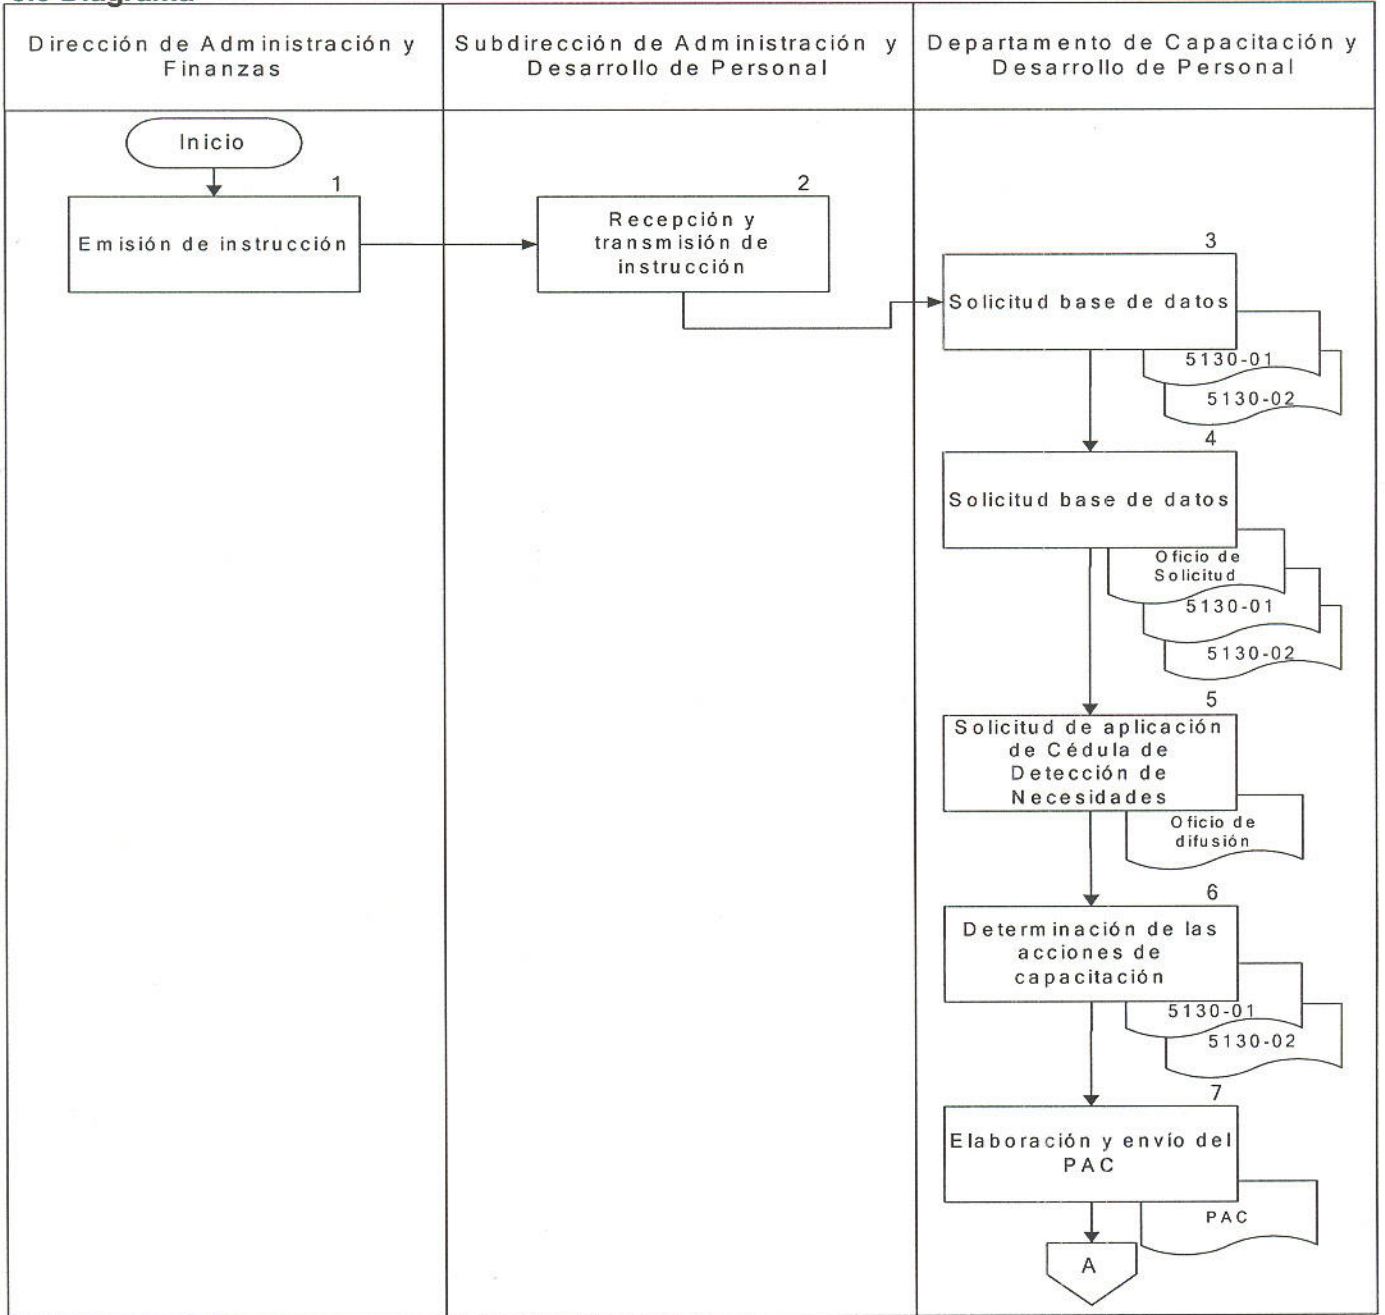 Dirección de Administración y
Finanzas
Subdirección de Administración y
Desarrollo de Personal
Departamento de Capacitación y
Desarrollo de Personal
Inicio
1
Emisión de instrucción
2
Recepción y
transmisión de
instrucción
3
Solicitud base de datos
5130-01
5130-02
4
Solicitud base de datos
Oficio de
Solicitud
5130-01
5130-02
5
Solicitud de aplicación
de Cédula de
Detección de
Necesidades
Oficio de
difusión
6
Determinación de las
acciones de
capacitación
5130-01
5130-02
7
Elaboración y envío del
PAC
PAC
A